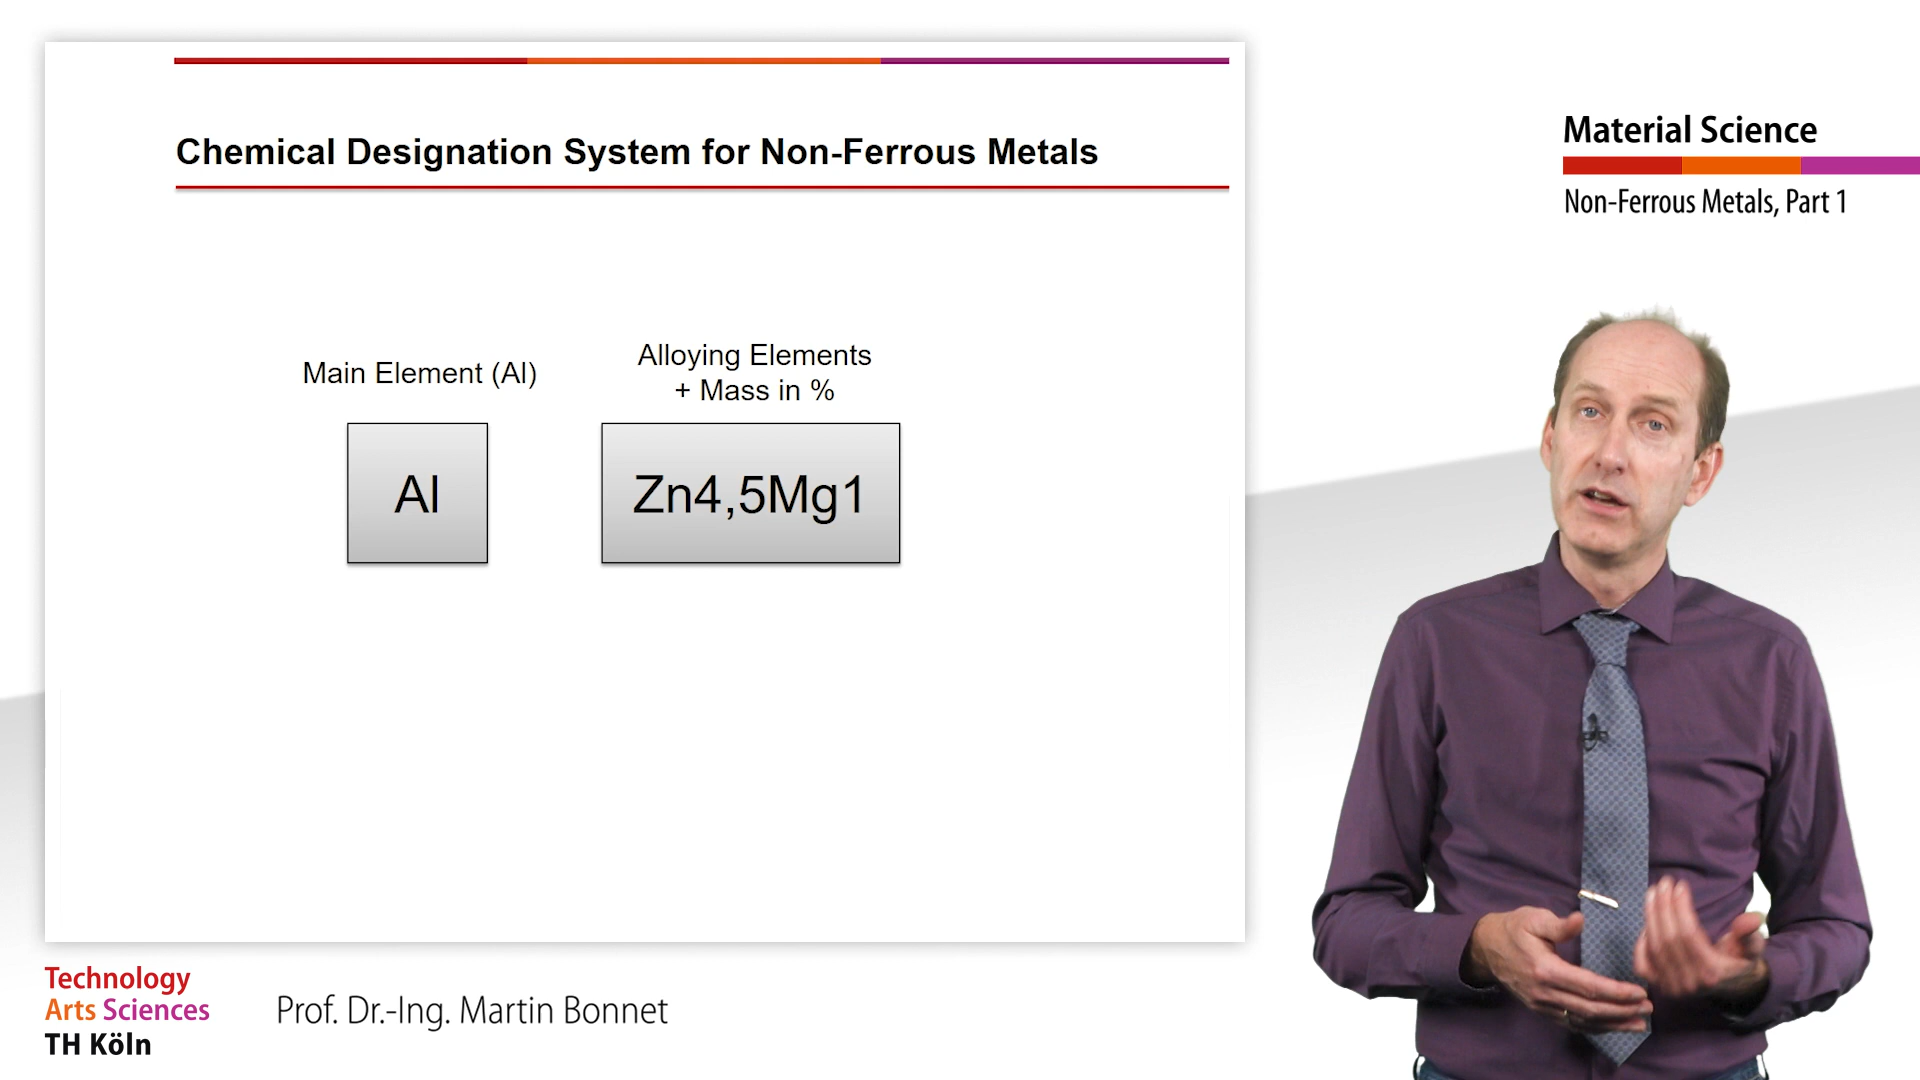 Chemical Designation System for Non-Ferrous Metals
Main Element (Al)
Alloying Elements
+ Mass in %
Al
Zn4,5Mg1
Material Science
Non-Ferrous Metals, Part 1
Technology
Arts Sciences
TH Köln
Prof. Dr.-Ing. Martin Bonnet